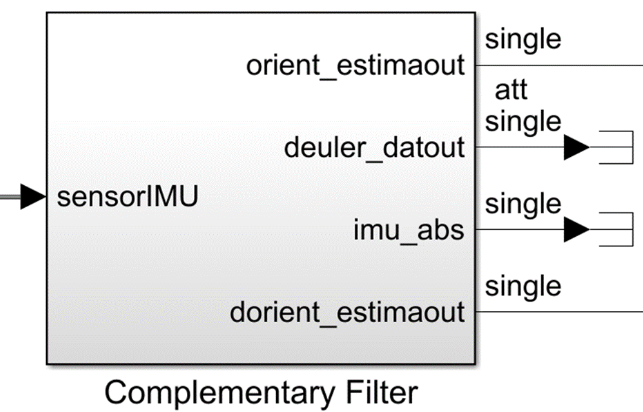 single
orient_estimaout
att
single
deuler_datout
sensorIMU
single
imu_abs
single
dorient_estimaout
Complementary Filter